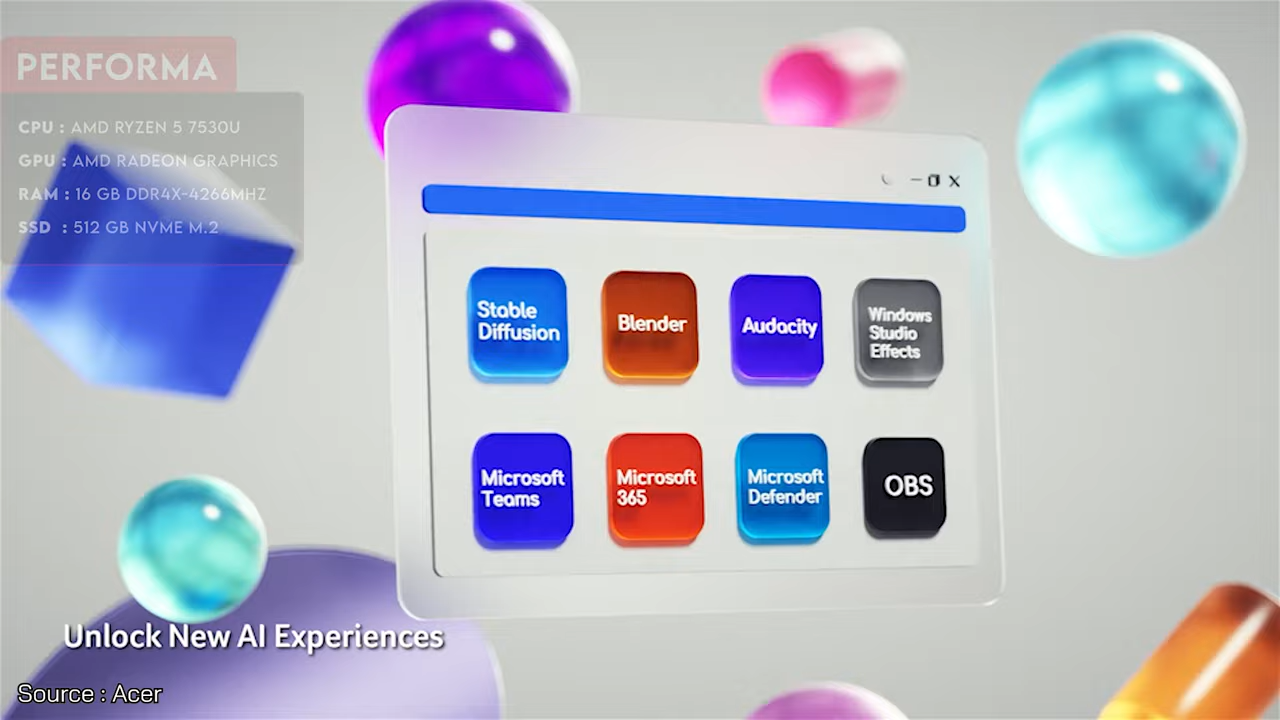 PERFORMA
CPU : AMD RYZEN 5 7530U
GPU : AMD RADEON GRAPHICS
RAM : 16 GB DDR4X-4266MHZ
SSD : 512 GB NVME M.2
Stable
Diffusion
Blender
Audacity
Windows
Studio
Effects
Microsoft
Teams
Microsoft
365
Microsoft
Defender
OBS
Unlock New AI Experiences
Source : Acer